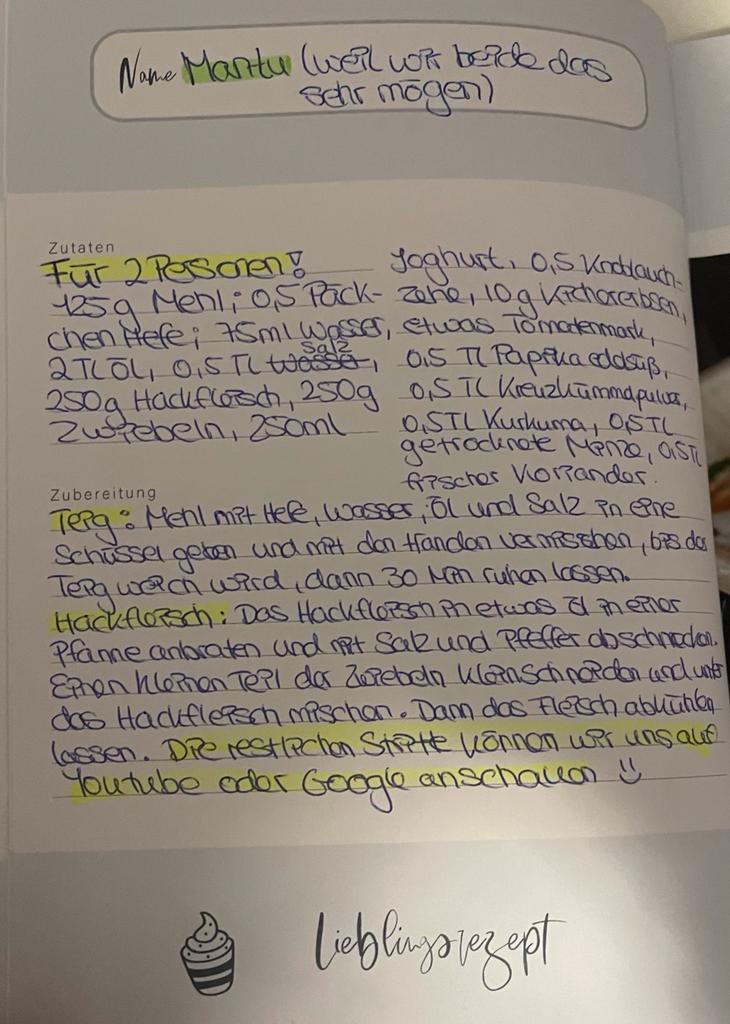 Name Mantu (weil wir beide das
sehr mögen)
Zutaten
Für 2 Personen!
125g Mehl; 0,5 Päck-
chen Hefe; 75ml Wasser,
2 TL Öl, 0,5 TL Wasser Salz,
250g Hackfleisch, 250g
Zwiebeln, 250ml
Joghurt, 0,5 Knoblauch-
zehe, 10g Kichererbsen,
etwas Tomatenmark,
0,5 TL Paprika edelsüß,
0,5 TL Kreuzkümmelpulver,
0,5TL Kurkuma, 0,5TL
getrocknete Minze, 0,5TL
frischer Koriander.
Zubereitung
Teig: Mehl mit Hefe, Wasser, Öl und Salz in eine
Schüssel geben und mit den Händen vermischen, bis der
Teig weich wird, dann 30 Min ruhen lassen.
Hackfleisch: Das Hackfleisch in etwas Öl in einer
Pfanne anbraten und mit Salz und Pfeffer abschmecken.
Einen kleinen Teil der Zwiebeln kleinschneiden und unter
das Hackfleisch mischen. Dann das Fleisch abkühlen
lassen. Die restlichen Schritte können wir uns auf
Youtube oder Google anschauen
Lieblingsrezept